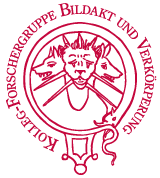 KOLLEG-FORSCHERGRUPPE BILDAKT UND VERKÖRPERUNG